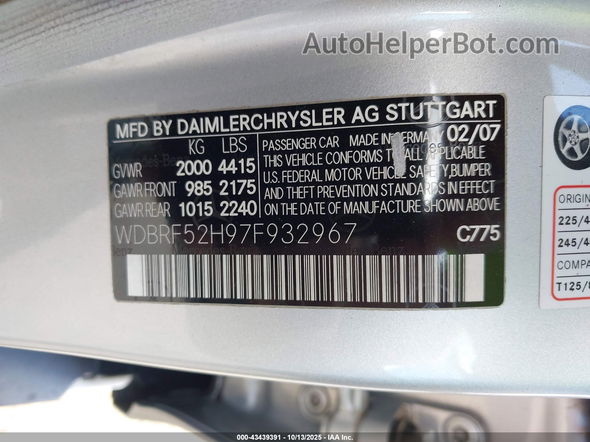 AutoHelperBot.com
MFD BY DAIMLERCHRYSLER AG STUTTGART
KG LBS
GVWR 2000 4415
GAWR FRONT 985 2175
GAWR REAR 1015 2240
PASSENGER CAR MADE IN GERMANY 02/07
THIS VEHICLE CONFORMS TO ALL APPLICABLE
U.S. FEDERAL MOTOR VEHICLE SAFETY, BUMPER
AND THEFT PREVENTION STANDARDS IN EFFECT
ON THE DATE OF MANUFACTURE SHOWN ABOVE
WDBRF52H97F932967 C775
ORIGIN
225/4
245/4
COMPA
T125/
000-43439391 | 10/13/2025 | IAA Inc.